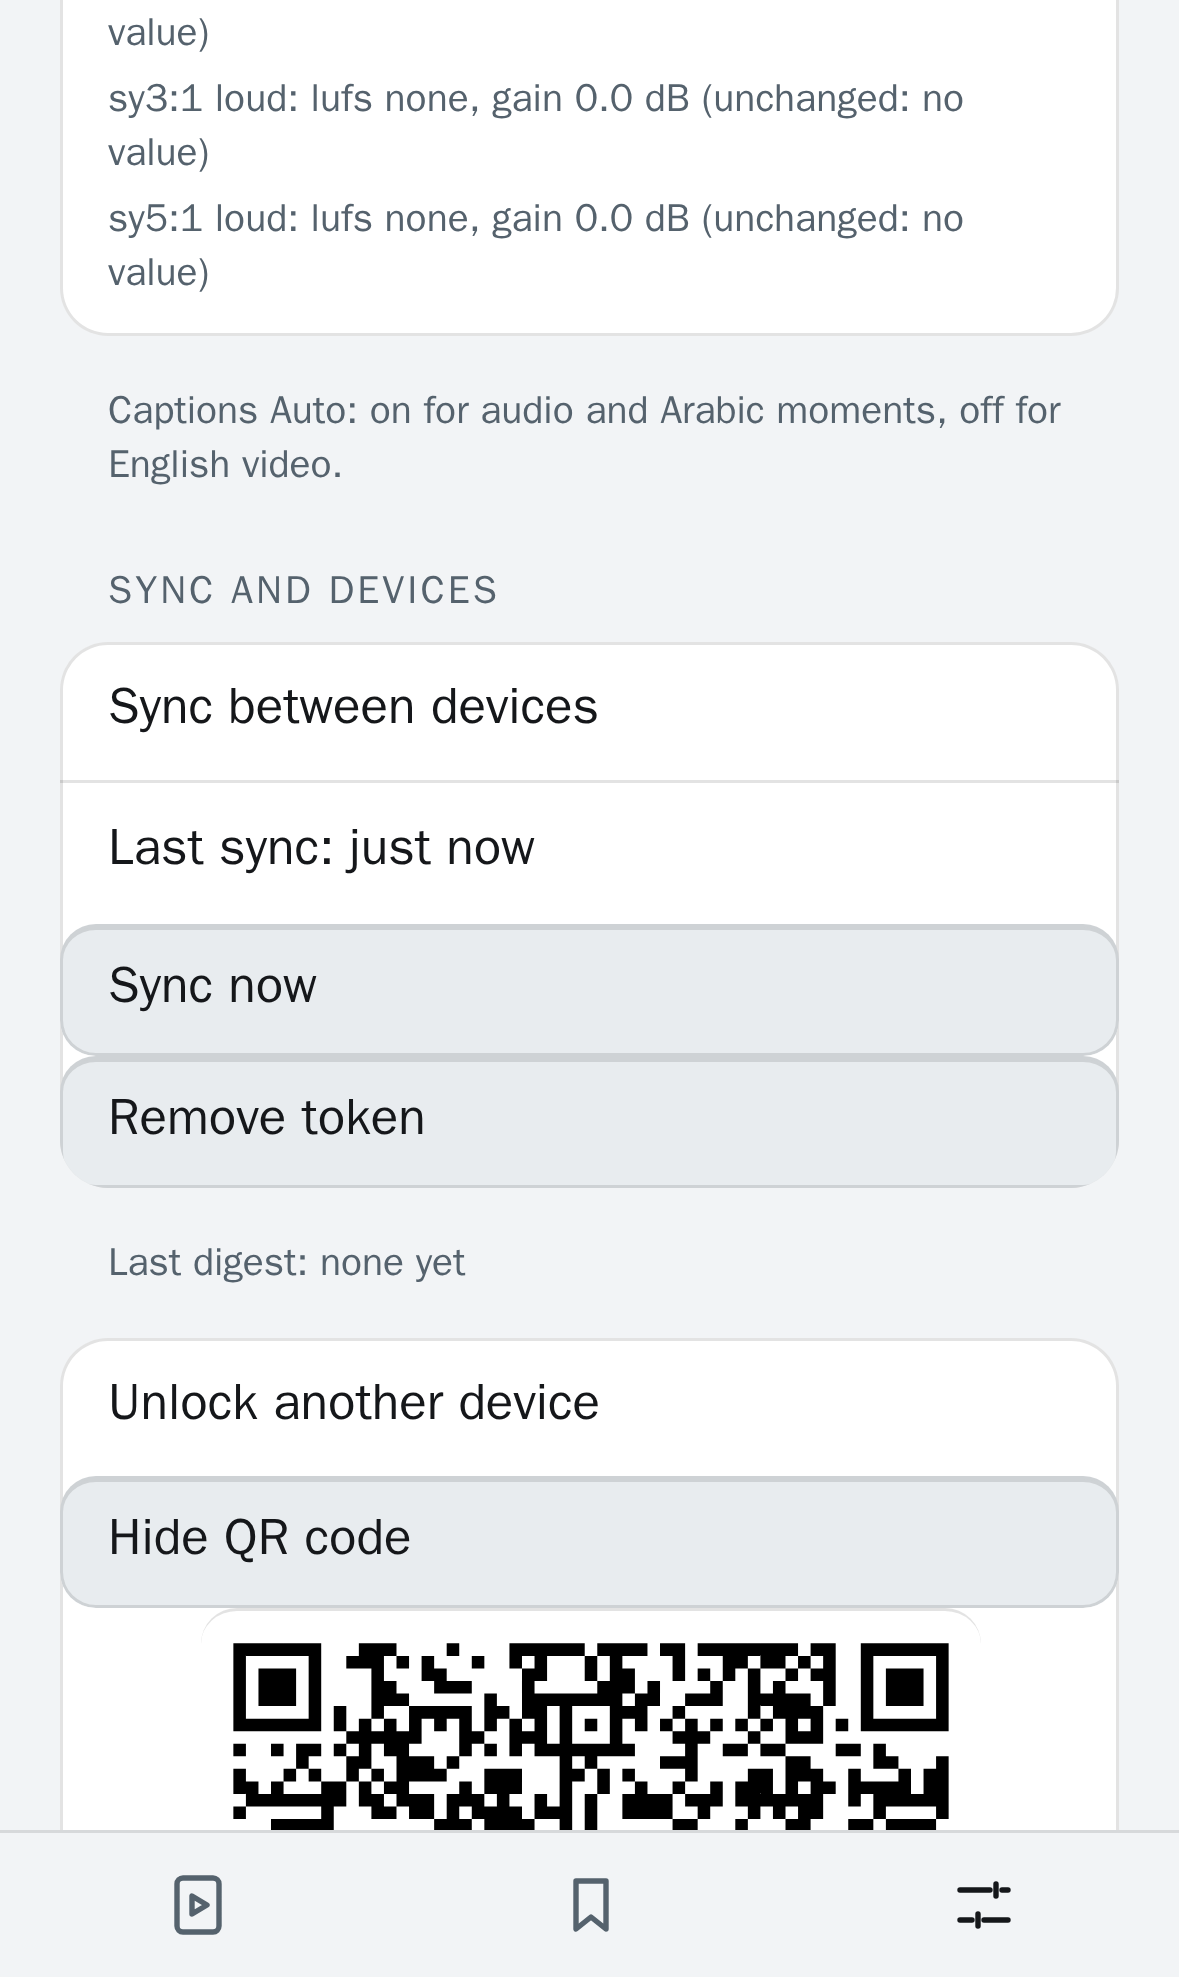 value)
sy3:1 loud: lufs none, gain 0.0 dB (unchanged: no
value)
sy5:1 loud: lufs none, gain 0.0 dB (unchanged: no
value)
Captions Auto: on for audio and Arabic moments, off for
English video.
SYNC AND DEVICES
Sync between devices
Last sync: just now
Sync now
Remove token
Last digest: none yet
Unlock another device
Hide QR code